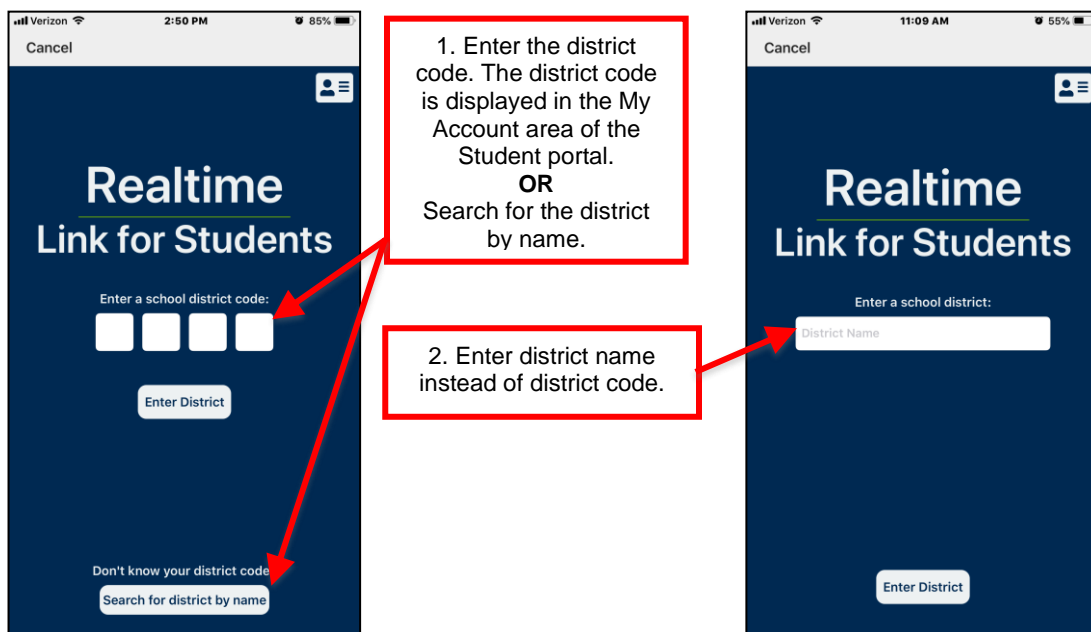 Verizon
2:50 PM
85%
Cancel
Realtime
Link for Students
Enter a school district code:
Enter District
Don't know your district code
Search for district by name
1. Enter the district
code. The district code
is displayed in the My
Account area of the
Student portal.
OR
Search for the district
by name.
2. Enter district name
instead of district code.
Verizon
11:09 AM
55%
Cancel
Realtime
Link for Students
Enter a school district:
District Name
Enter District